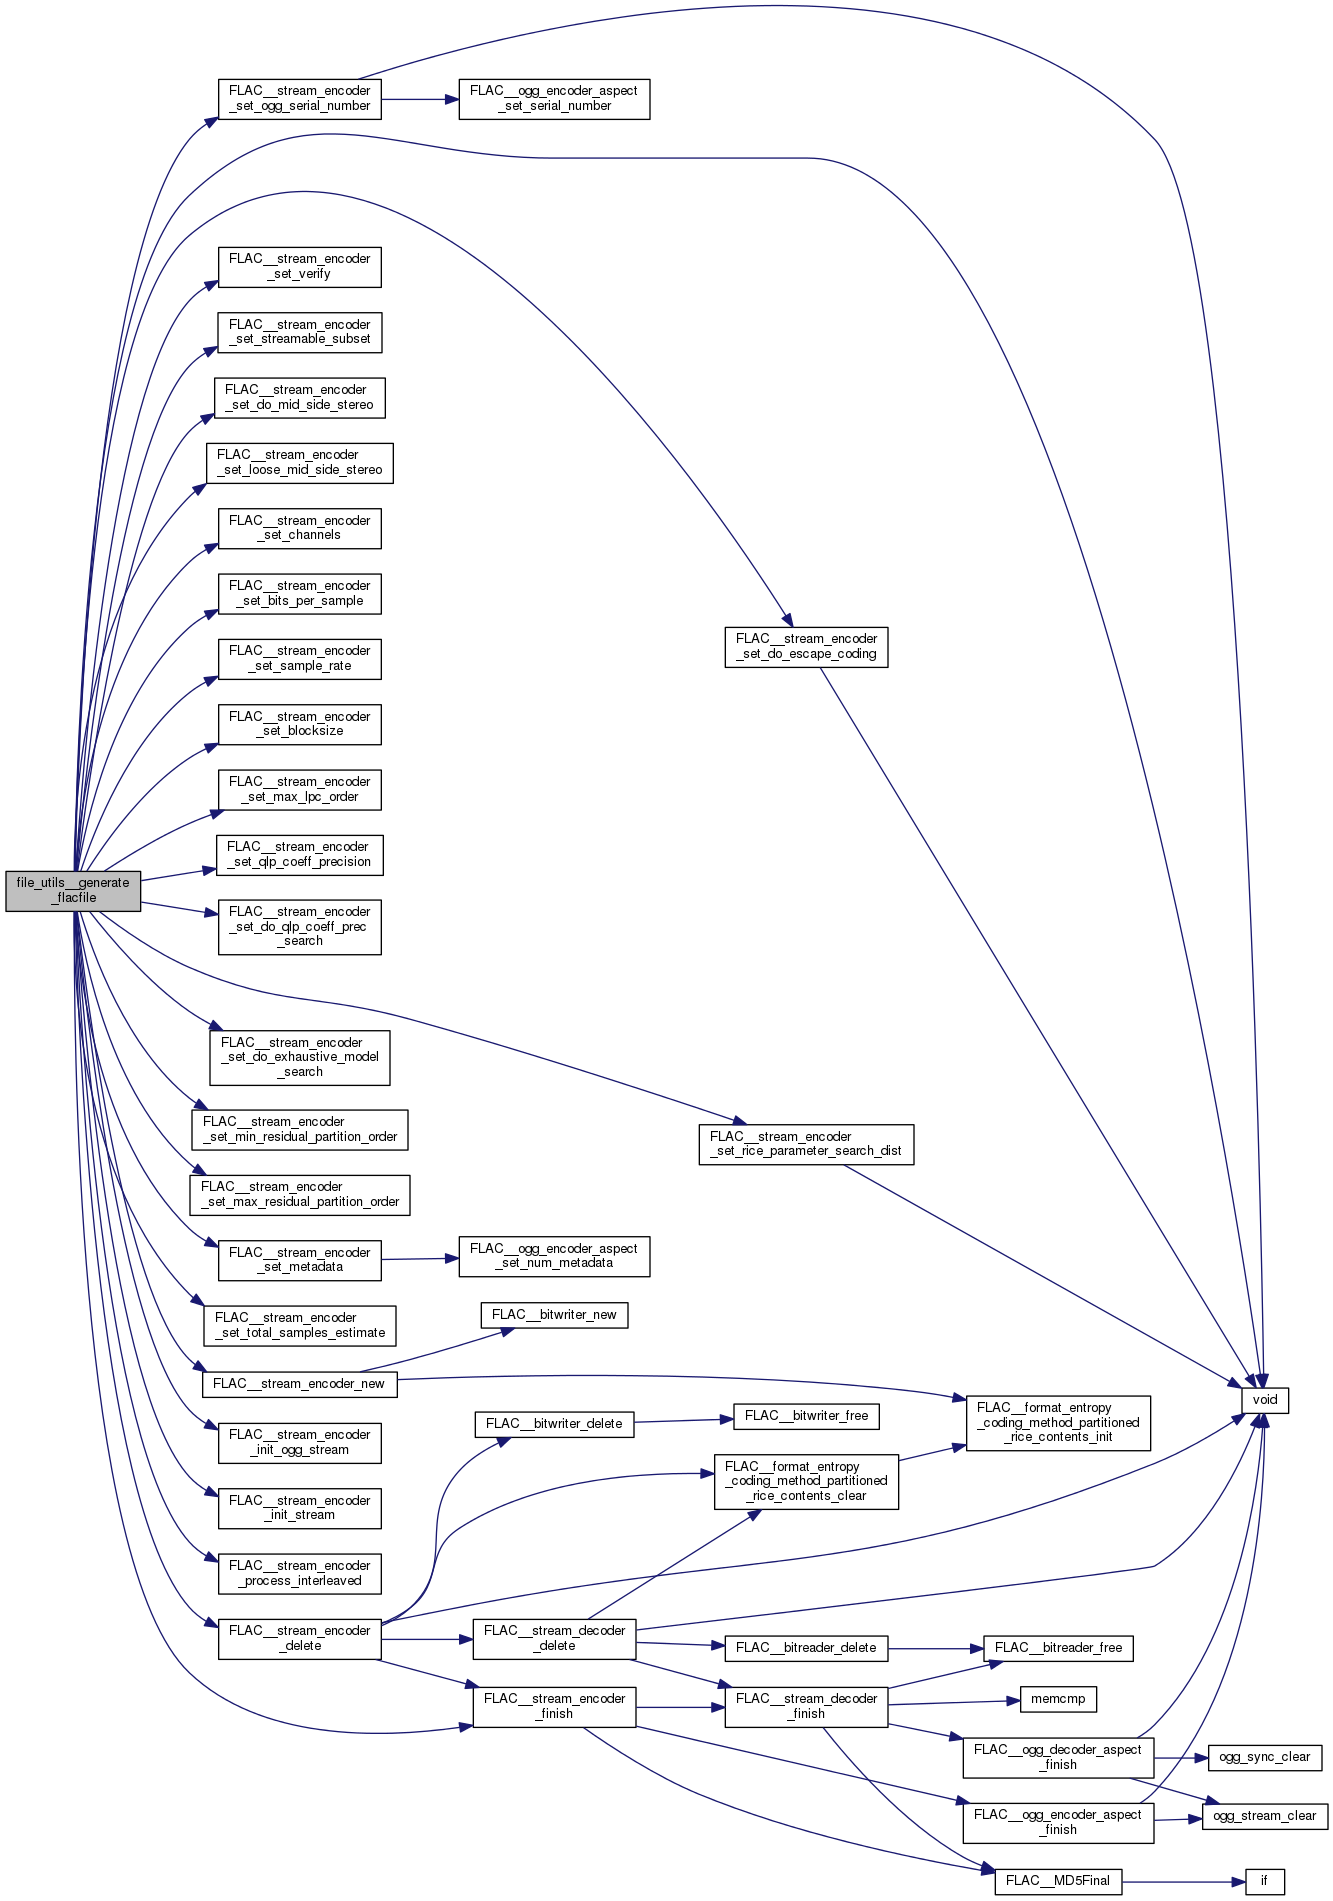 FLAC__stream_encoder
_set_ogg_serial_number
FLAC__ogg_encoder_aspect
_set_serial_number
FLAC__stream_encoder
_set_verify
FLAC__stream_encoder
_set_streamable_subset
FLAC__stream_encoder
_set_do_mid_side_stereo
FLAC__stream_encoder
_set_loose_mid_side_stereo
FLAC__stream_encoder
_set_channels
FLAC__stream_encoder
_set_bits_per_sample
FLAC__stream_encoder
_set_do_escape_coding
FLAC__stream_encoder
_set_sample_rate
FLAC__stream_encoder
_set_blocksize
FLAC__stream_encoder
_set_max_lpc_order
FLAC__stream_encoder
_set_qlp_coeff_precision
file_utils__generate
_flacfile
FLAC__stream_encoder
_set_do_qlp_coeff_prec
_search
FLAC__stream_encoder
_set_do_exhaustive_model
_search
FLAC__stream_encoder
_set_min_residual_partition_order
FLAC__stream_encoder
_set_rice_parameter_search_dist
FLAC__stream_encoder
_set_max_residual_partition_order
FLAC__stream_encoder
_set_metadata
FLAC__ogg_encoder_aspect
_set_num_metadata
FLAC__stream_encoder
_set_total_samples_estimate
FLAC__bitwriter_new
FLAC__stream_encoder_new
void
FLAC__format_entropy
_coding_method_partitioned
_rice_contents_init
FLAC__bitwriter_delete
FLAC__bitwriter_free
FLAC__stream_encoder
_init_ogg_stream
FLAC__format_entropy
_coding_method_partitioned
_rice_contents_clear
FLAC__stream_encoder
_init_stream
FLAC__stream_encoder
_process_interleaved
FLAC__stream_encoder
_delete
FLAC__stream_decoder
_delete
FLAC__bitreader_delete
FLAC__bitreader_free
FLAC__stream_encoder
_finish
FLAC__stream_decoder
_finish
memcmp
FLAC__ogg_decoder_aspect
_finish
ogg_sync_clear
FLAC__ogg_encoder_aspect
_finish
ogg_stream_clear
FLAC__MD5Final
if